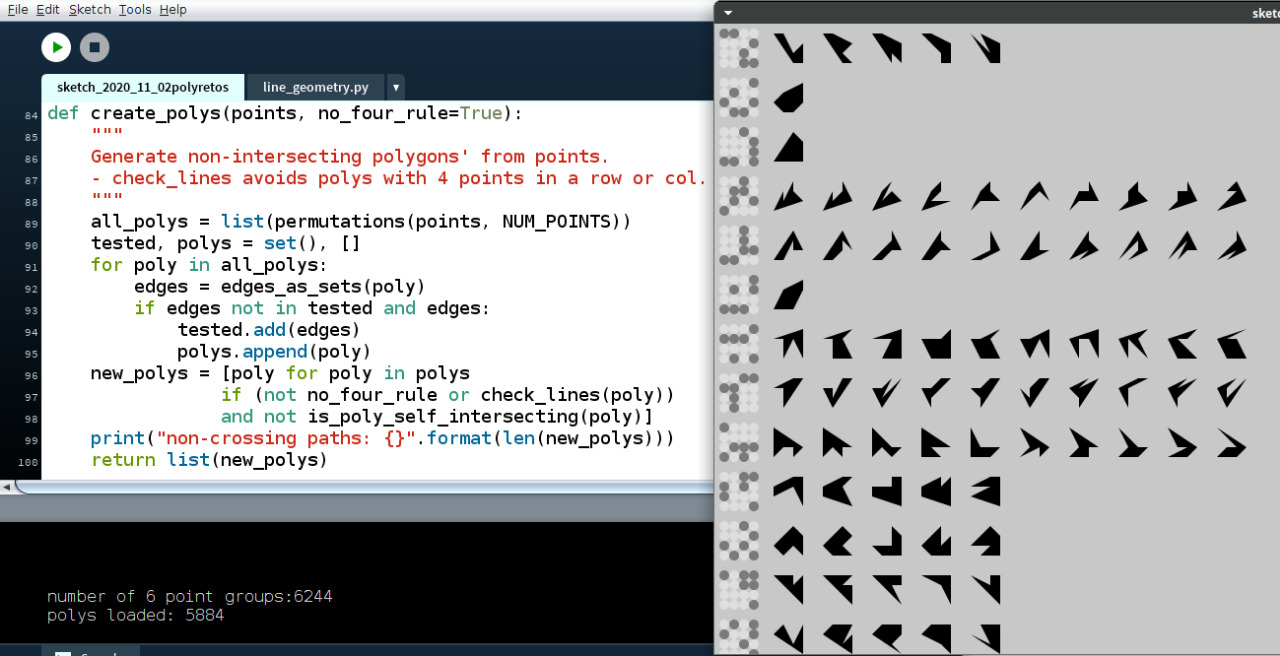 File Edit Sketch Tools Help
sketch_2020_11_02polyretos line_geometry.py
84 def create_polys(points, no_four_rule=True):
85     """
86     Generate non-intersecting polygons' from points.
87     - check_lines avoids polys with 4 points in a row or col.
88     """
89     all_polys = list(permutations(points, NUM_POINTS))
90     tested, polys = set(), []
91     for poly in all_polys:
92         edges = edges_as_sets(poly)
93         if edges not in tested and edges:
94             tested.add(edges)
95             polys.append(poly)
96     new_polys = [poly for poly in polys
97                 if (not no_four_rule or check_lines(poly))
98                 and not is_poly_self_intersecting(poly)]
99     print("non-crossing paths: {}".format(len(new_polys)))
100     return list(new_polys)
number of 6 point groups:6244
polys loaded: 5884